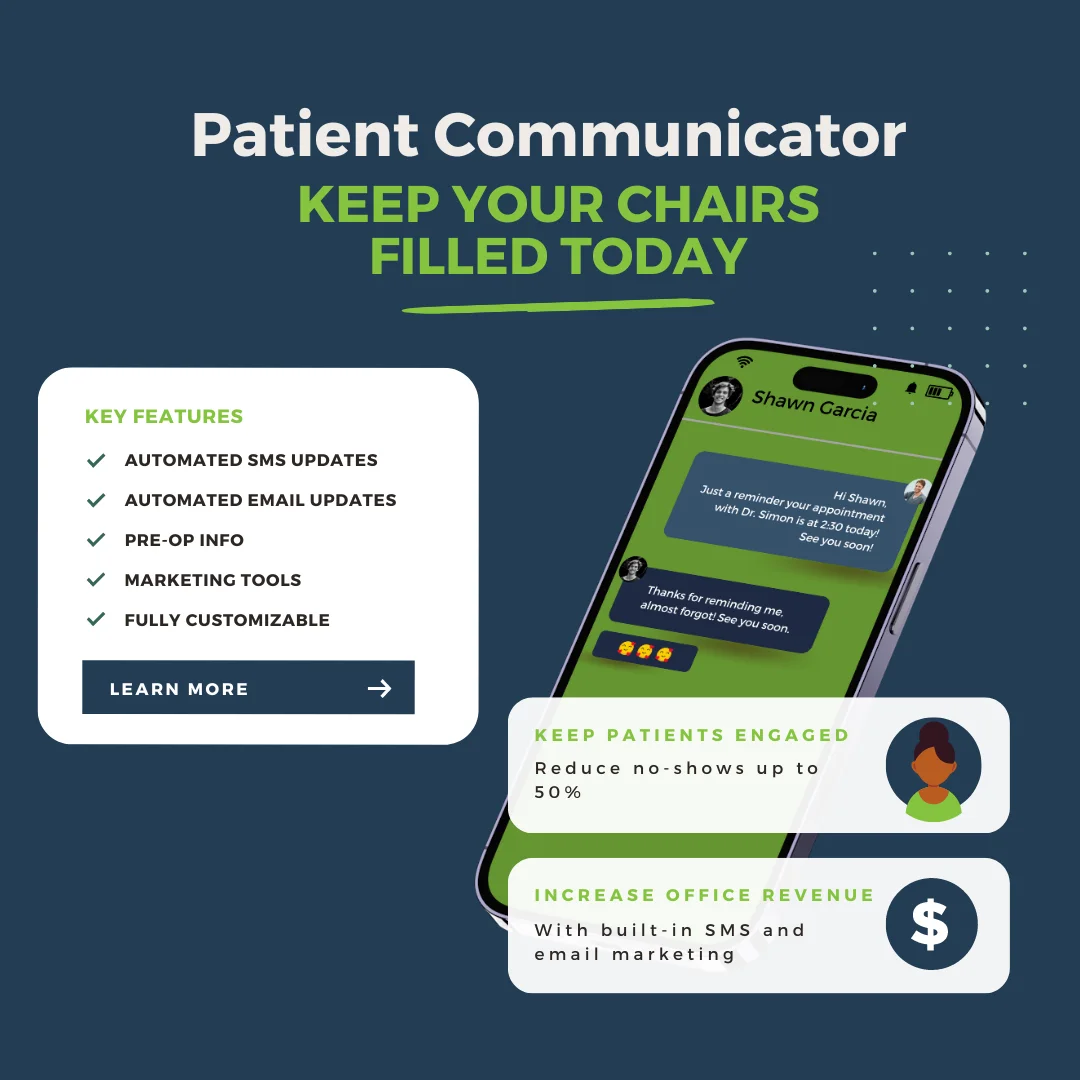 Patient Communicator
KEEP YOUR CHAIRS
FILLED TODAY
KEY FEATURES
AUTOMATED SMS UPDATES
AUTOMATED EMAIL UPDATES
PRE-OP INFO
MARKETING TOOLS
FULLY CUSTOMIZABLE
LEARN MORE
Shawn Garcia
Hi Shawn,
Just a reminder your appointment
with Dr. Simon is at 2:30 today!
See you soon!
Thanks for reminding me,
almost forgot! See you soon.
🥰🥰🥰
KEEP PATIENTS ENGAGED
Reduce no-shows up to
50%
INCREASE OFFICE REVENUE
With built-in SMS and
email marketing
$